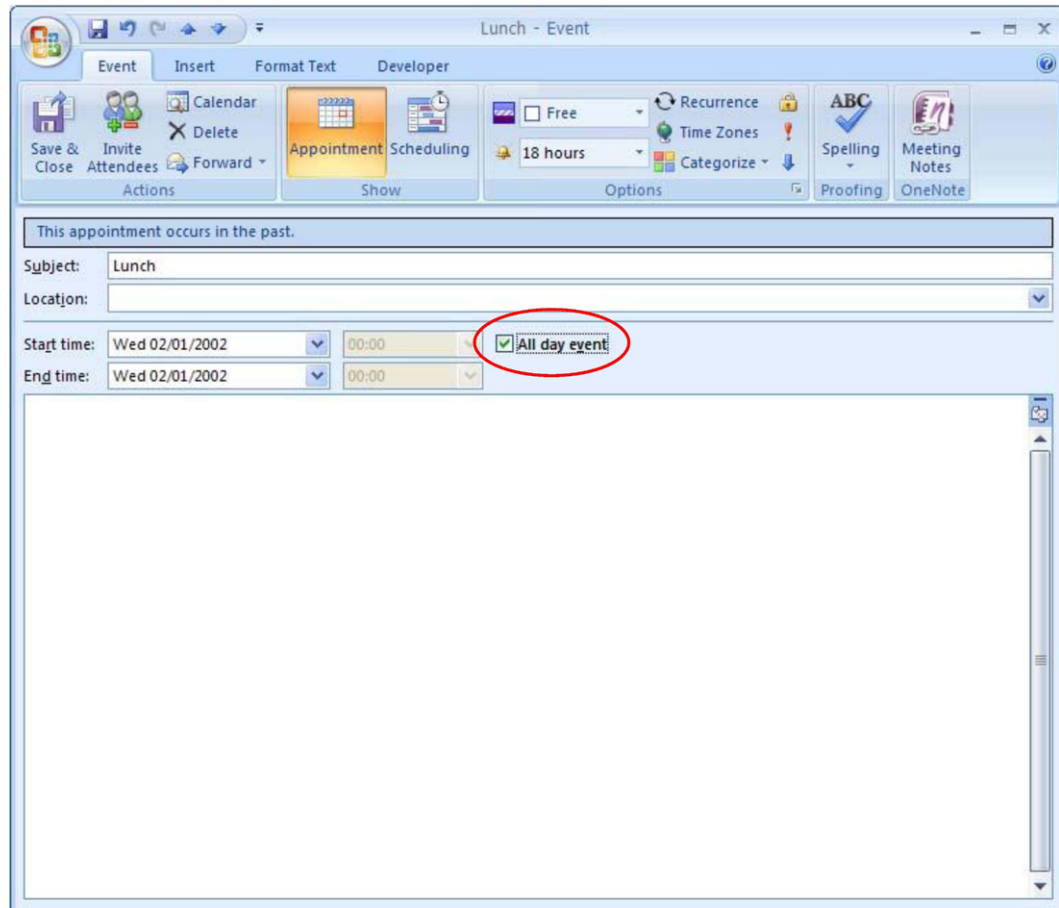 Lunch - Event
Event Insert Format Text Developer
Save & Close
Invite Attendees
Calendar
Delete
Forward
Actions
Appointment
Scheduling
Show
Free
18 hours
Recurrence
Time Zones
Categorize
Options
ABC
Spelling
Proofing
Meeting Notes
OneNote
This appointment occurs in the past.
Subject: Lunch
Location:
Start time: Wed 02/01/2002 00:00 All day event
End time: Wed 02/01/2002 00:00